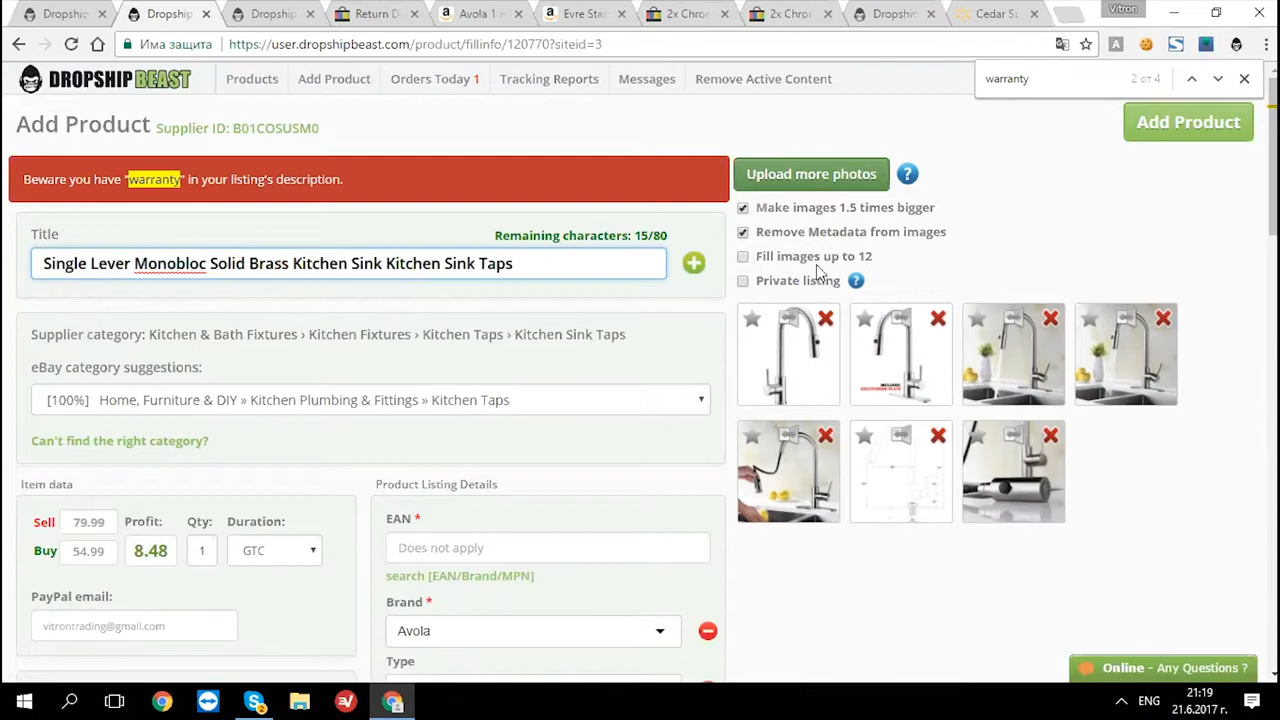 Dropship
Dropship
Dropship
Return D
Avola 1
Evre Sta
2x Chro
2x Chro
Dropship
Cedar Su
Vitron
Има защита
https://user.dropshipbeast.com/product/fillinfo/120770?siteid=3
DROPSHIPBEAST
Products
Add Product
Orders Today 1
Tracking Reports
Messages
Remove Active Content
warranty
2 от 4
Add Product
Supplier ID: B01COSUSM0
Add Product
Beware you have "warranty" in your listing's description.
Upload more photos
Make images 1.5 times bigger
Remove Metadata from images
Fill images up to 12
Private listing
Title
Remaining characters: 15/80
Single Lever Monobloc Solid Brass Kitchen Sink Kitchen Sink Taps
Supplier category: Kitchen & Bath Fixtures › Kitchen Fixtures › Kitchen Taps › Kitchen Sink Taps
eBay category suggestions:
[100%] Home, Furniture & DIY » Kitchen Plumbing & Fittings » Kitchen Taps
Can't find the right category?
Item data
Product Listing Details
Sell 79.99
Profit:
Qty:
Duration:
Buy 54.99
8.48
1
GTC
PayPal email:
vitrontrading@gmail.com
EAN *
Does not apply
search [EAN/Brand/MPN]
Brand *
Avola
Type
Online - Any Questions ?
ENG
21:19
21.6.2017 г.